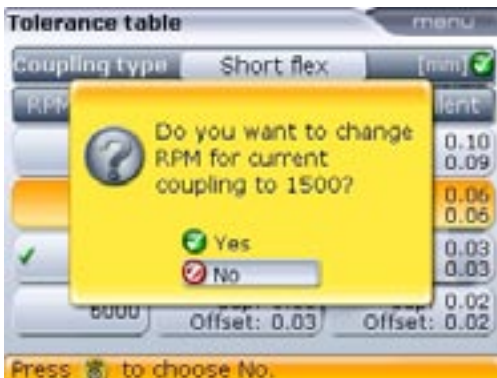 Tolerance table
menu
Coupling type Short flex [mm]
RPM
Do you want to change
RPM for current
coupling to 1500?
Yes
No
0.10
0.09
0.06
0.06
0.03
0.03
6000
0.02
Offset: 0.03 Offset: 0.02
Press to choose No.